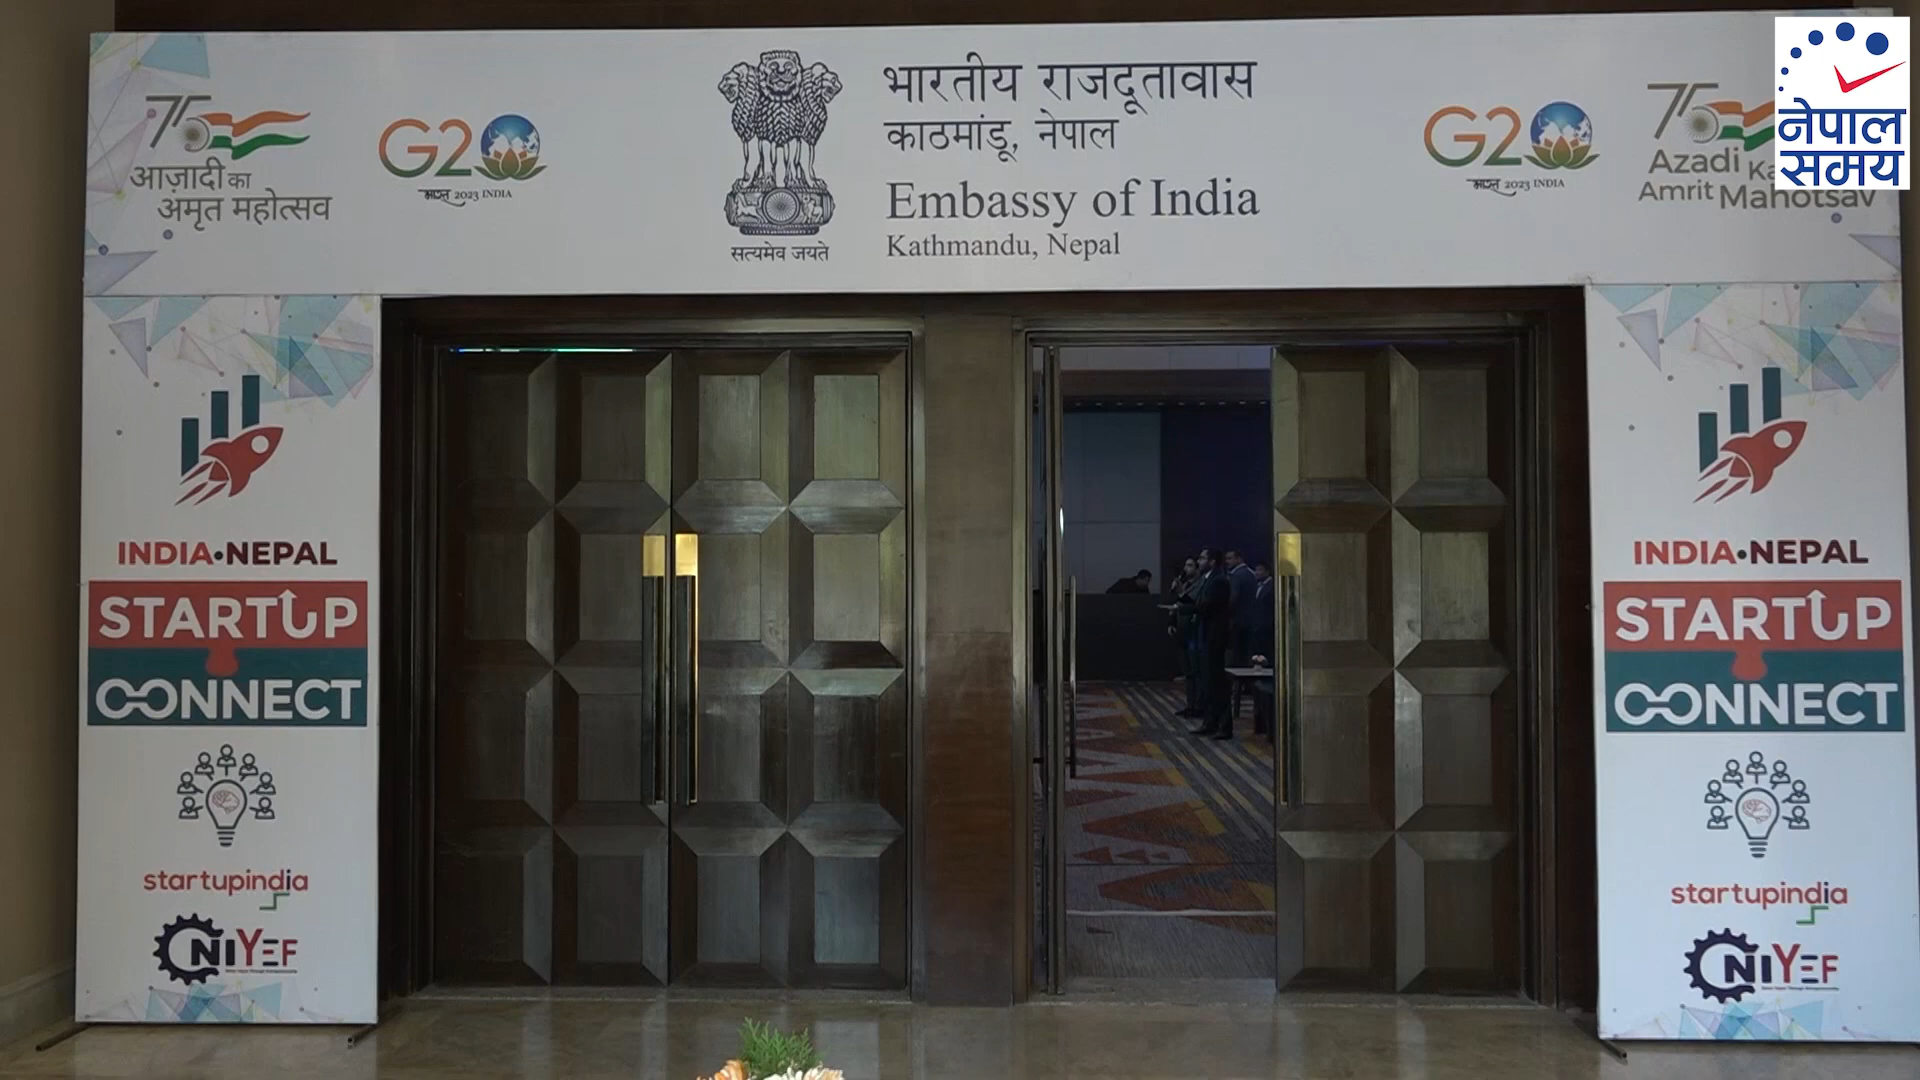 75
आज़ादी का
अमृत महोत्सव
G20
भारत 2023 INDIA
सत्यमेव जयते
भारतीय राजदूतावास
काठमांडू, नेपाल
Embassy of India
Kathmandu, Nepal
G20
भारत 2023 INDIA
75
Azadi Ka
Amrit Mahotsav
नेपाल
समय
INDIA•NEPAL
STARTUP
CONNECT
startupindia
NIYEF
INDIA•NEPAL
STARTUP
CONNECT
startupindia
NIYEF